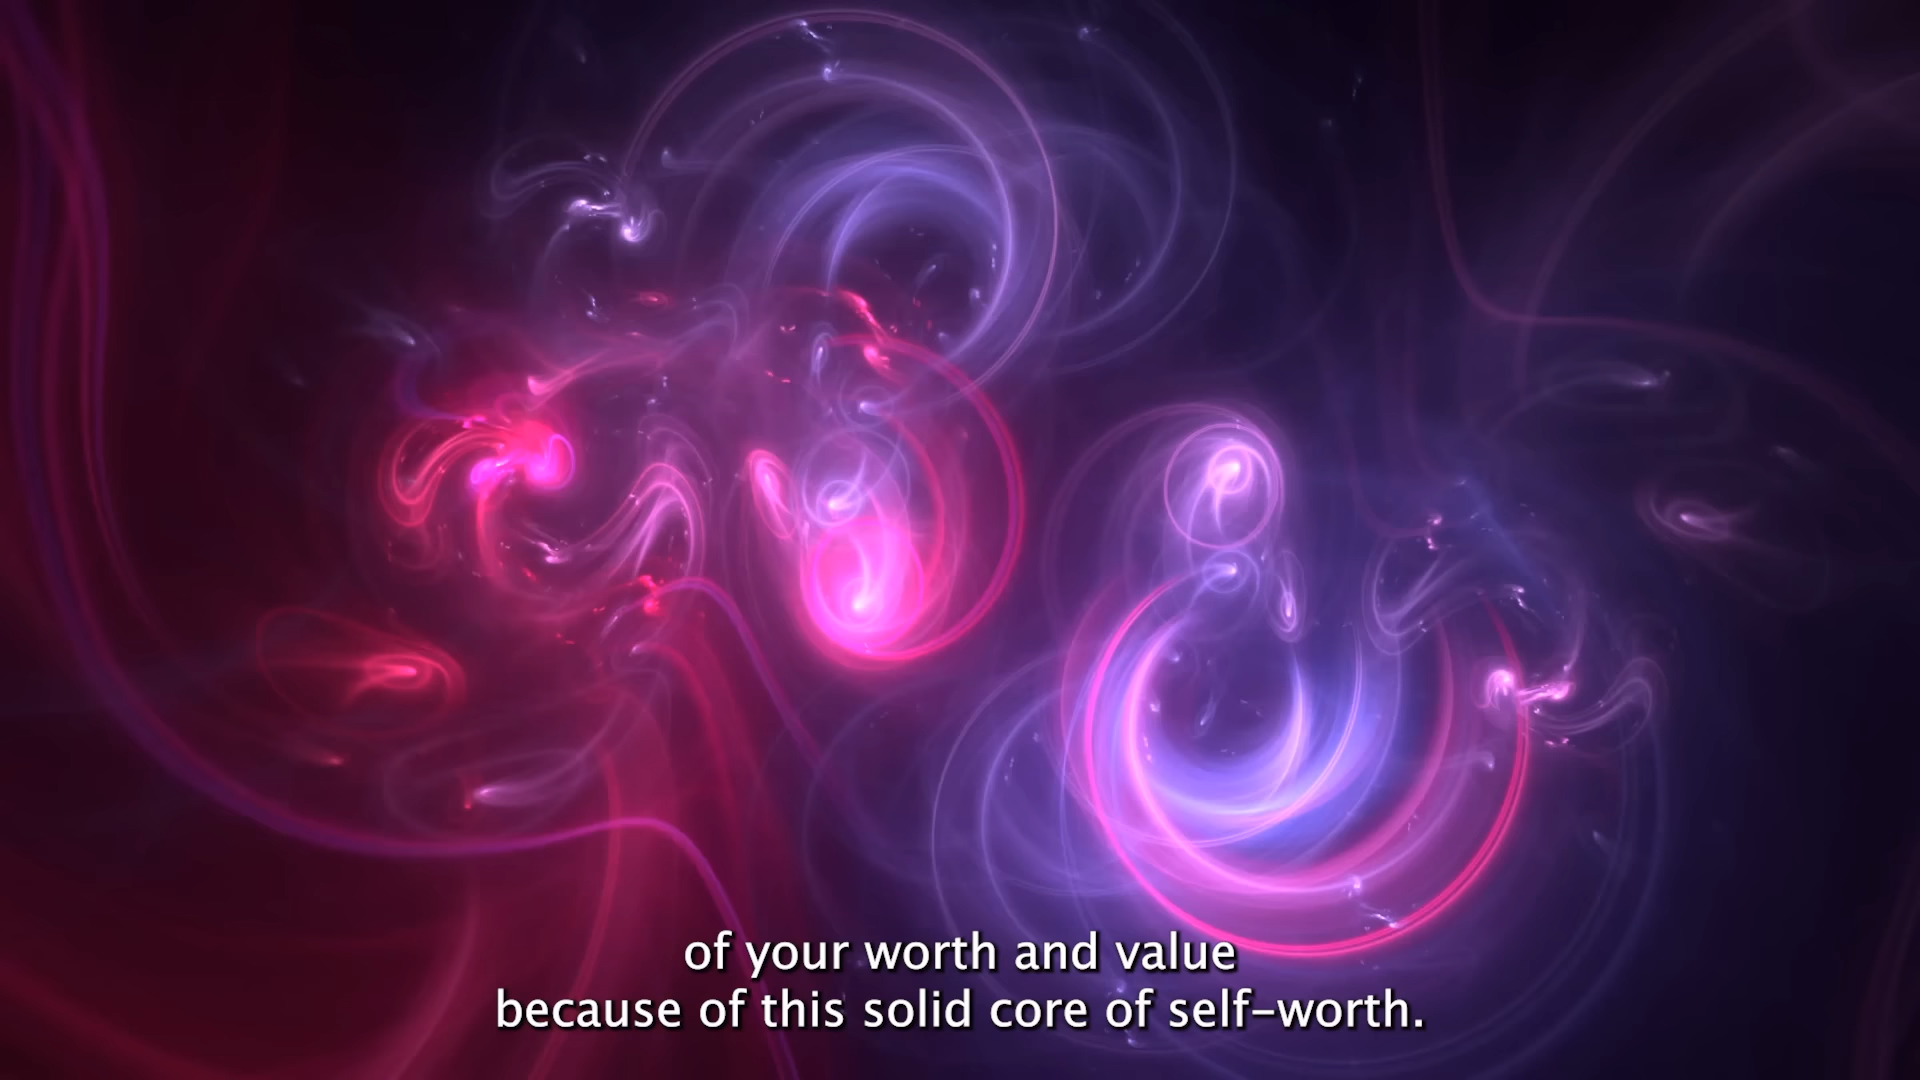 of your worth and value
because of this solid core of self-worth.